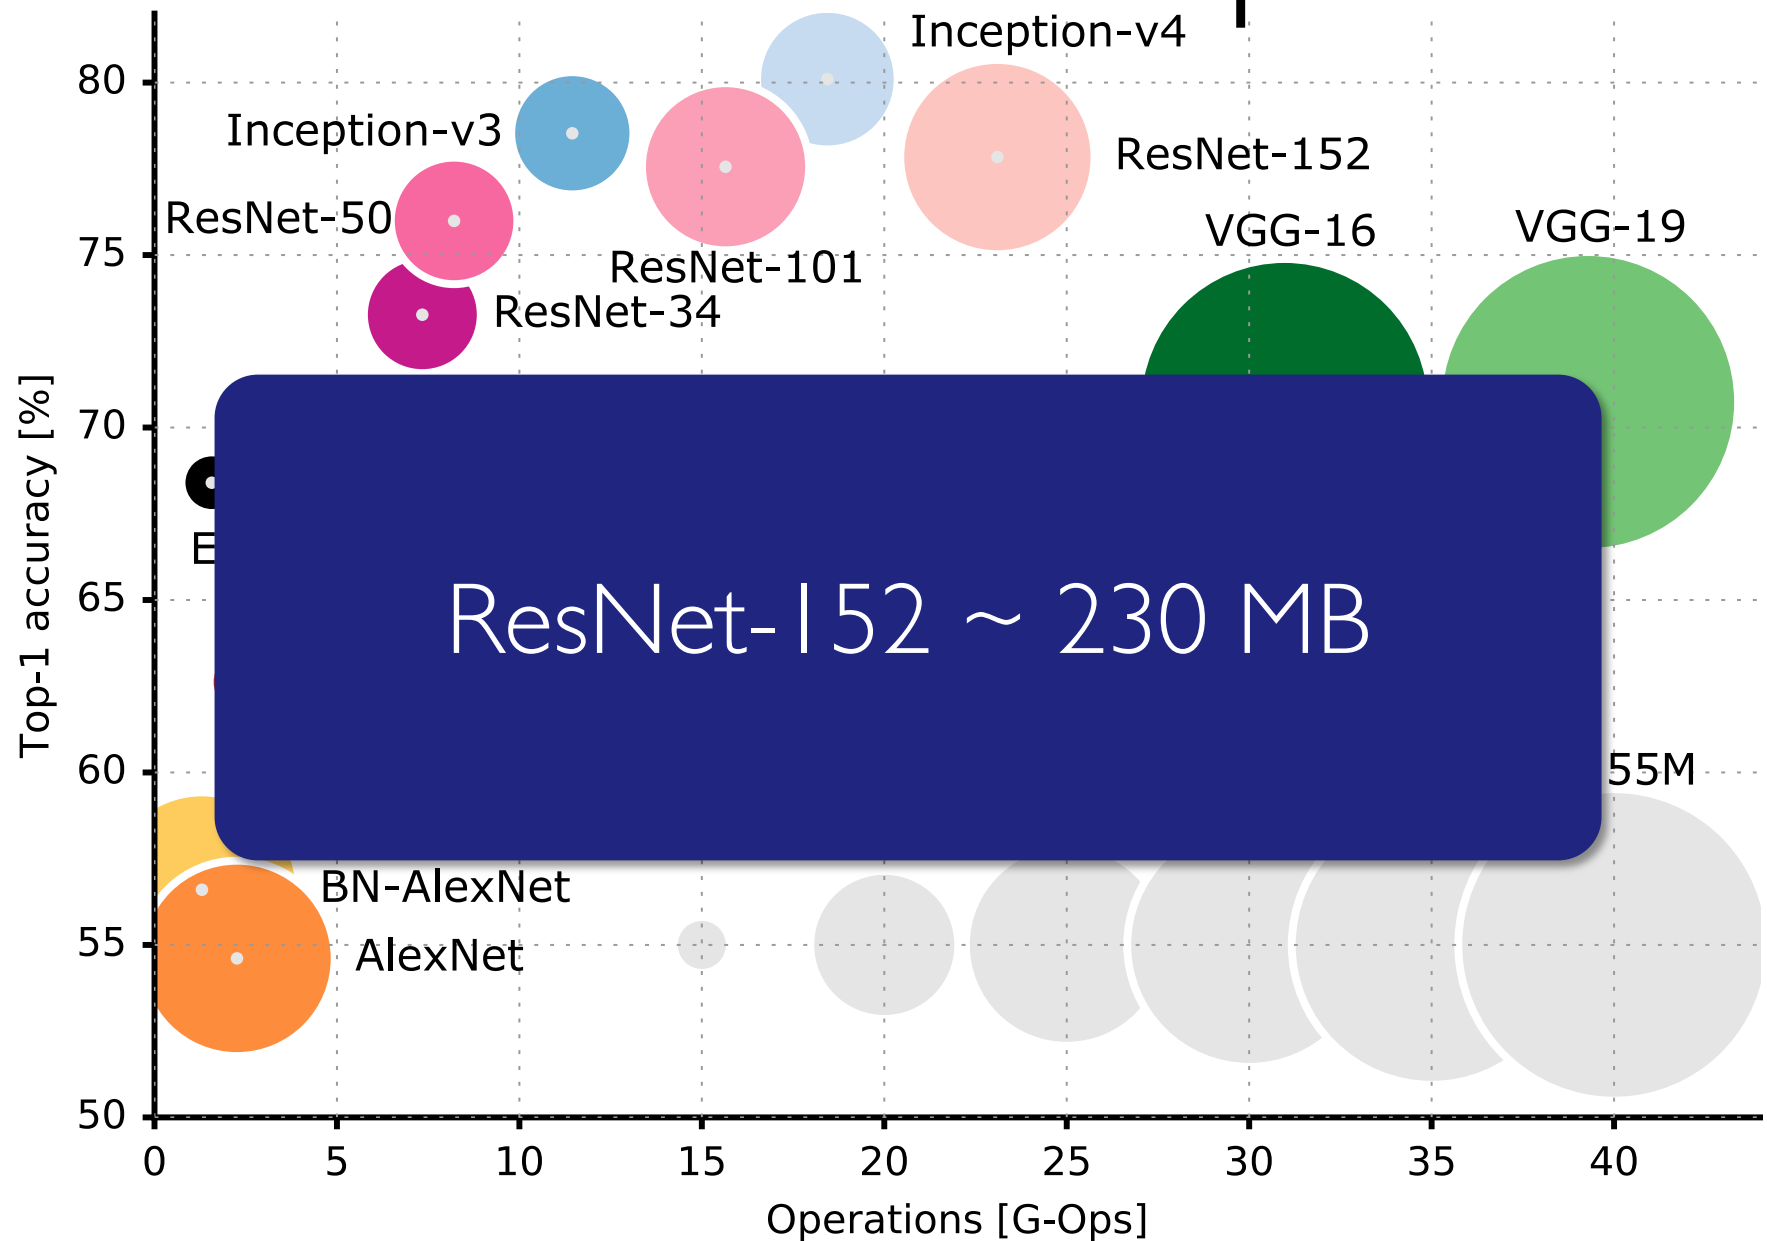 Inception-v4
80
Inception-v3
ResNet-152
ResNet-50
VGG-16
VGG-19
75
ResNet-101
ResNet-34
Top-1 accuracy [%]
70
E
65
ResNet-152 ~ 230 MB
60
55M
BN-AlexNet
55
AlexNet
50
0 5 10 15 20 25 30 35 40
Operations [G-Ops]